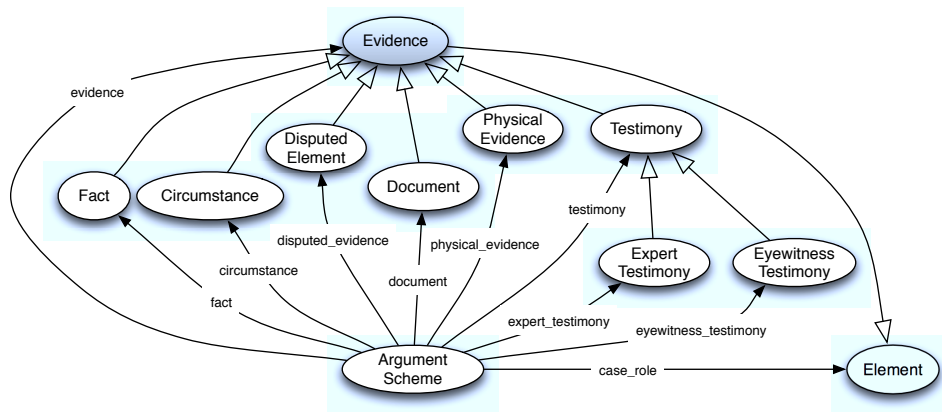 Evidence
evidence
Physical
Evidence
Testimony
Disputed
Element
Document
Fact
Circumstance
testimony
disputed_evidence
physical_evidence
Expert
Testimony
Eyewitness
Testimony
circumstance
document
fact
expert_testimony
eyewitness_testimony
Argument
Scheme
case_role
Element